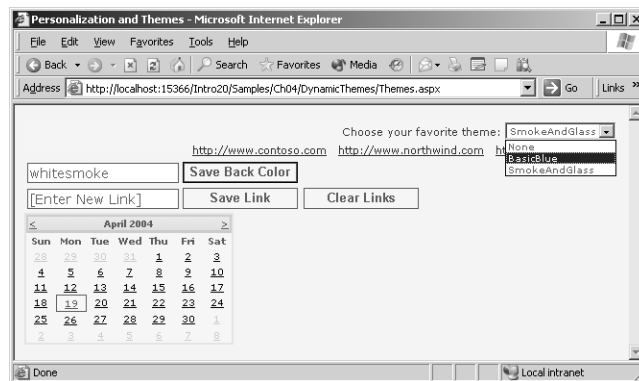 Personalization and Themes - Microsoft Internet Explorer
File Edit View Favorites Tools Help
Back Search Favorites Media
Address http://localhost:15366/Intro20/Samples/Ch04/DynamicThemes/Themes.aspx Go Links »
Choose your favorite theme: SmokeAndGlass
None
BasicBlue
SmokeAndGlass
http://www.contoso.com http://www.northwind.com
whitesmoke Save Back Color
[Enter New Link] Save Link Clear Links
< April 2004 >
Sun Mon Tue Wed Thu Fri Sat
28 29 30 31 1 2 3
4 5 6 7 8 9 10
11 12 13 14 15 16 17
18 19 20 21 22 23 24
25 26 27 28 29 30 1
2 3 4 5 6 7 8
Done Local intranet